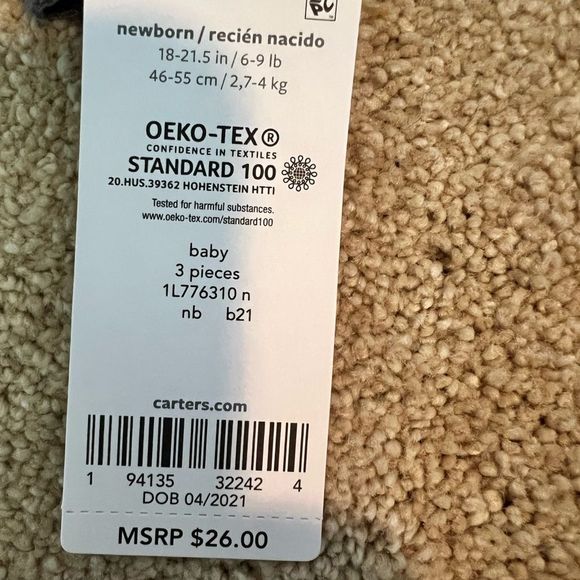 PC
newborn / recién nacido
18-21.5 in / 6-9 lb
46-55 cm / 2,7-4 kg
OEKO-TEX®
CONFIDENCE IN TEXTILES
STANDARD 100
20.HUS.39362 HOHENSTEIN HTTI
Tested for harmful substances.
www.oeko-tex.com/standard100
baby
3 pieces
1L776310 n
nb b21
carters.com
1 94135 32242 4
DOB 04/2021
MSRP $26.00